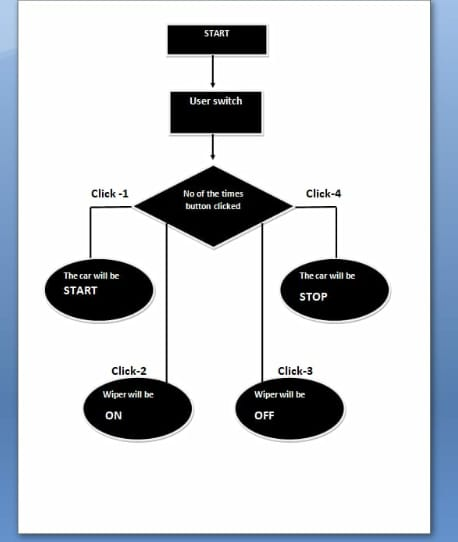 START
User switch
No of the times
button clicked
Click -1
Click-4
The car will be
START
The car will be
STOP
Click-2
Click-3
Wiper will be
ON
Wiper will be
OFF